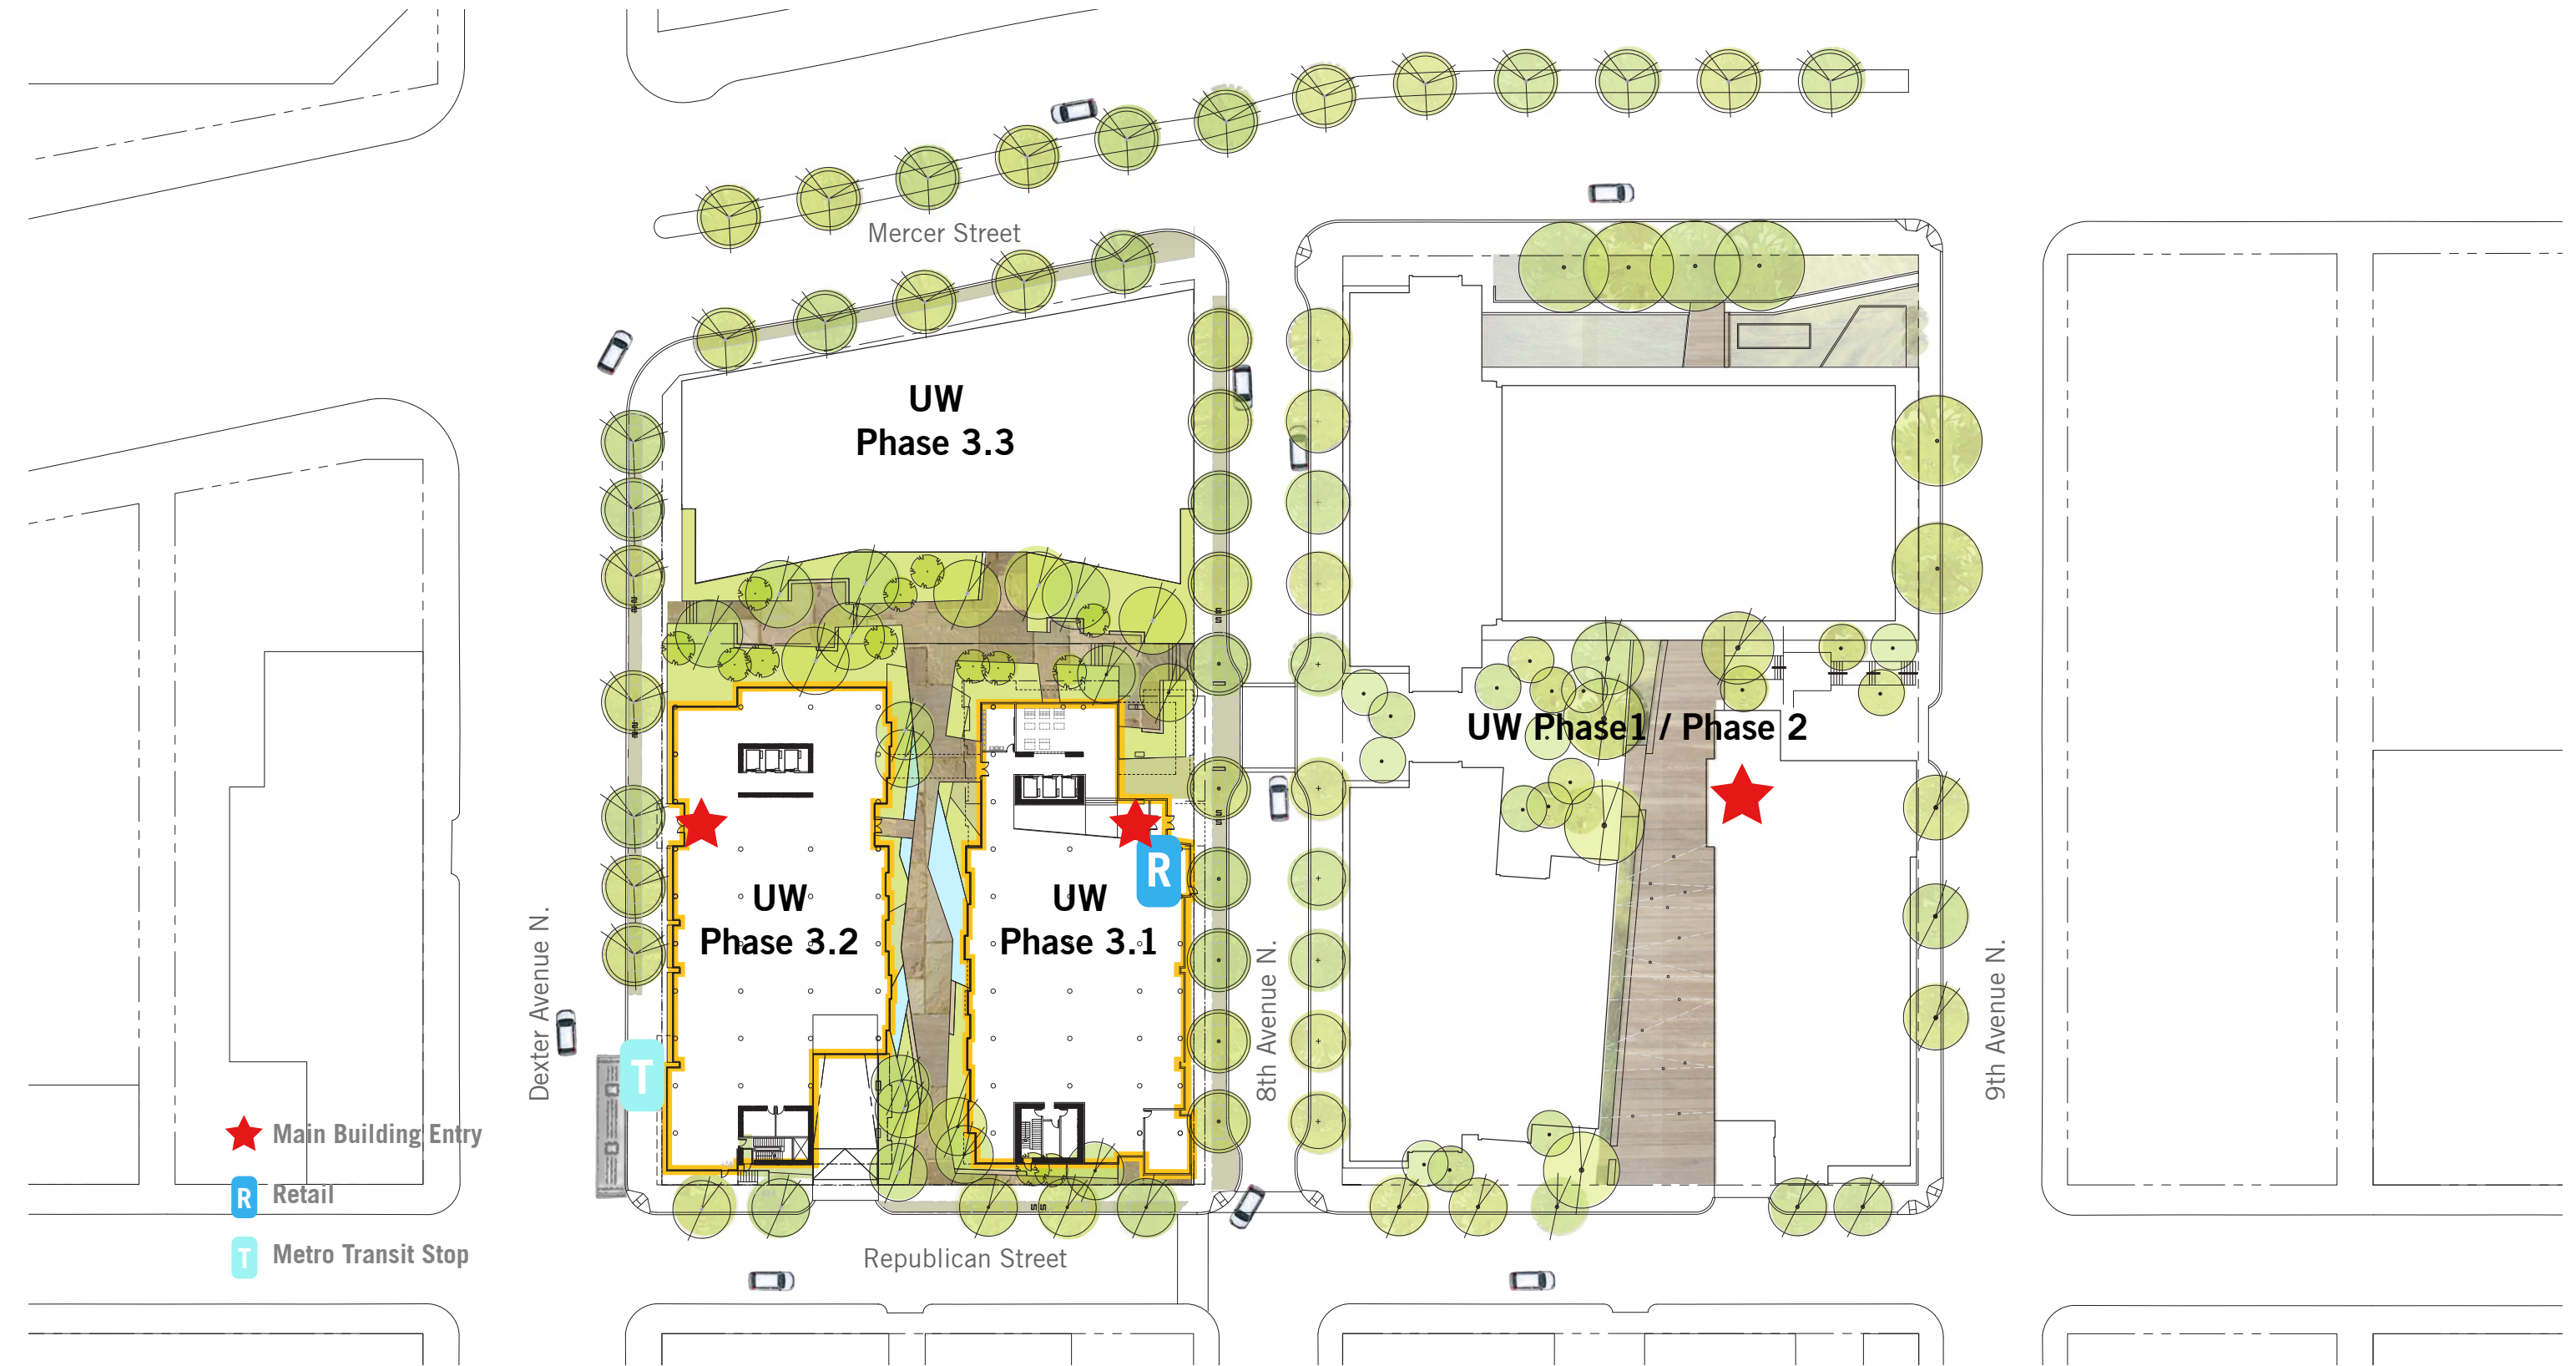 Mercer Street
UW
Phase 3.3
UW Phase1 / Phase 2
R
UW
Phase 3.2
UW
Phase 3.1
Dexter Avenue N.
8th Avenue N.
9th Avenue N.
T
Main Building Entry
R Retail
T Metro Transit Stop
Republican Street